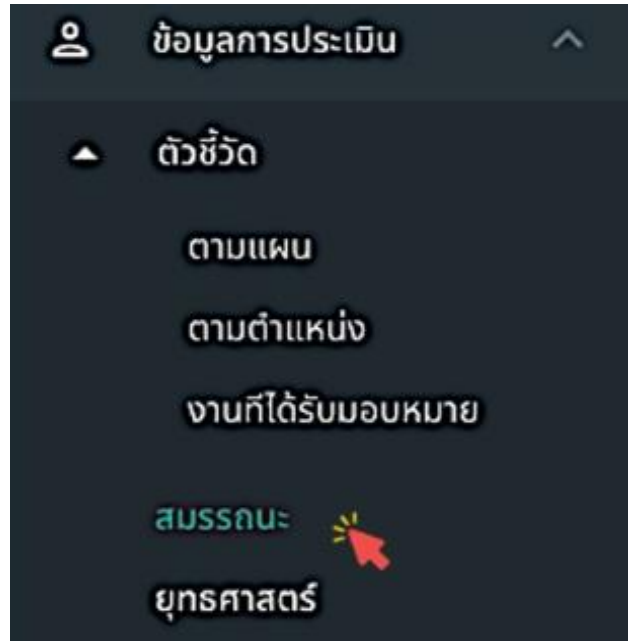 ข้อมูลการประเมิน
ตัวชี้วัด
ตามแผน
ตามตำแหน่ง
งานที่ได้รับมอบหมาย
สมรรถนะ
ยุทธศาสตร์